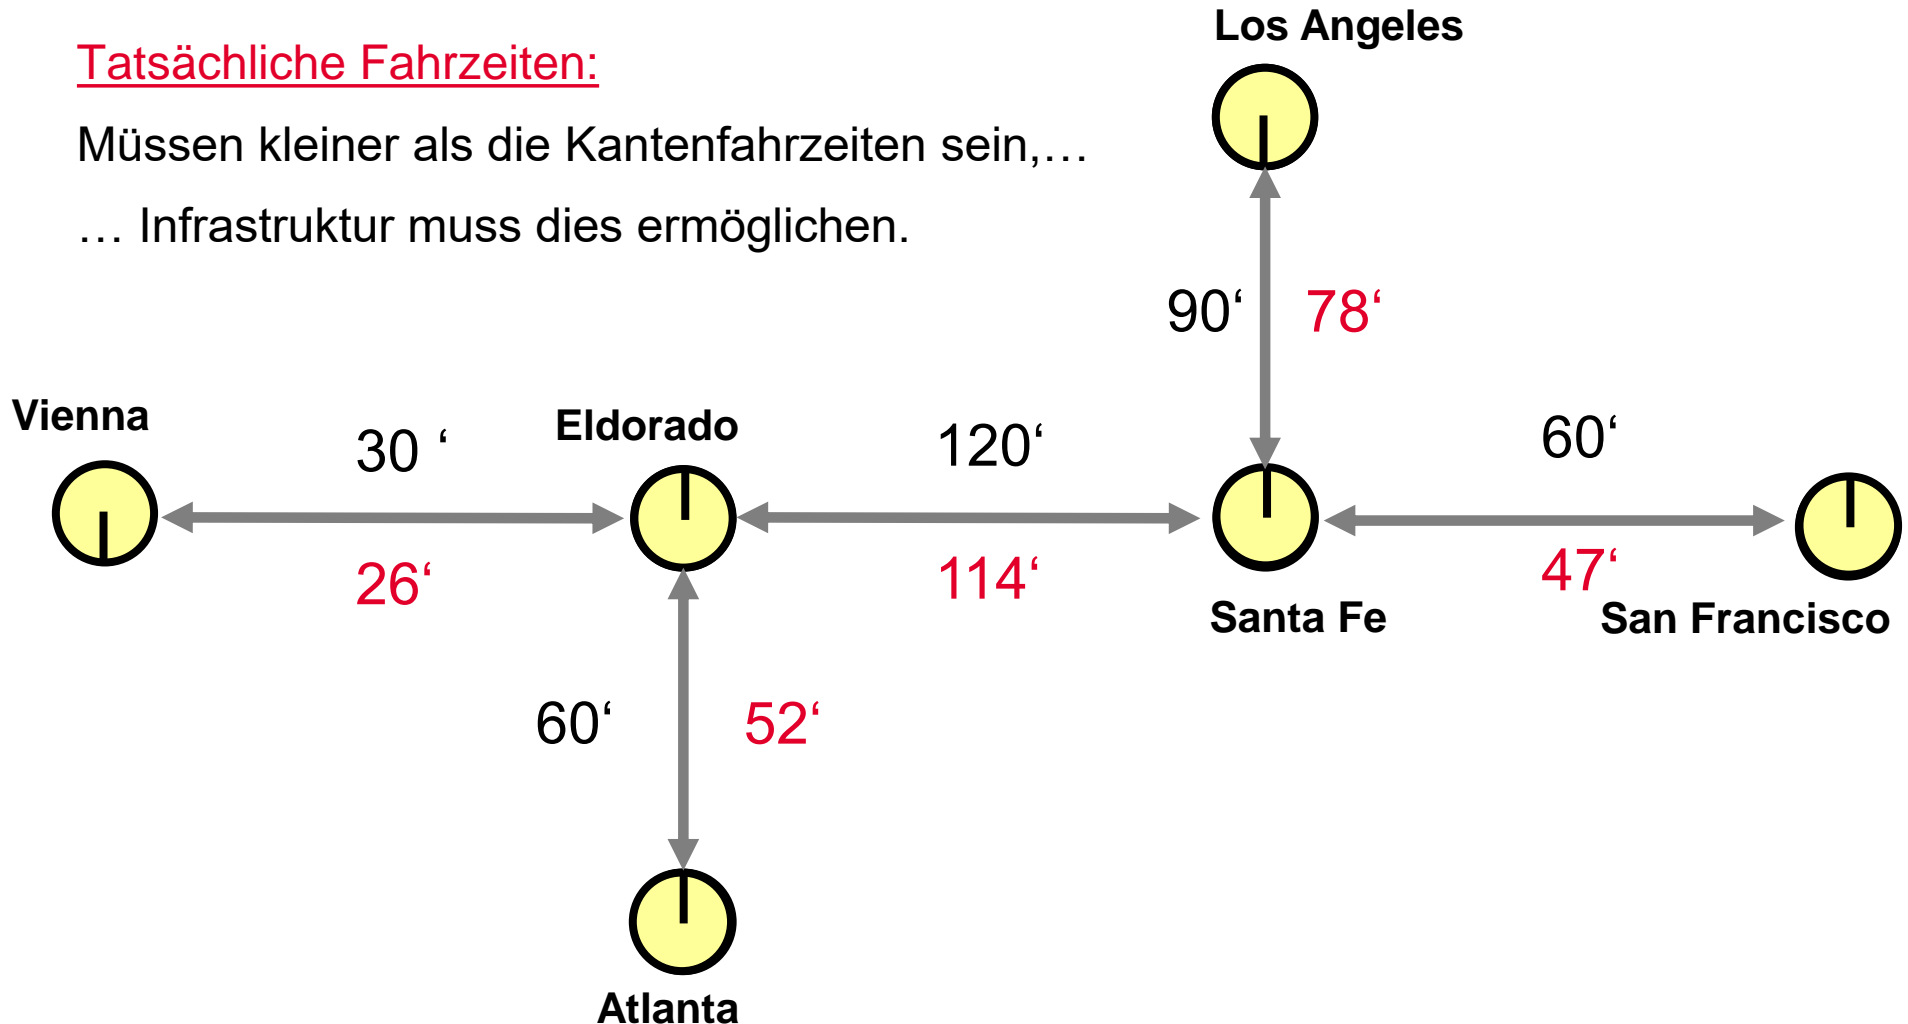 Los Angeles
Tatsächliche Fahrzeiten:
Müssen kleiner als die Kantenfahrzeiten sein,…
… Infrastruktur muss dies ermöglichen.
90‘ 78‘
Vienna
30 ‘
Eldorado
120‘
60‘
26‘
114‘
47‘
Santa Fe
San Francisco
60‘ 52‘
Atlanta